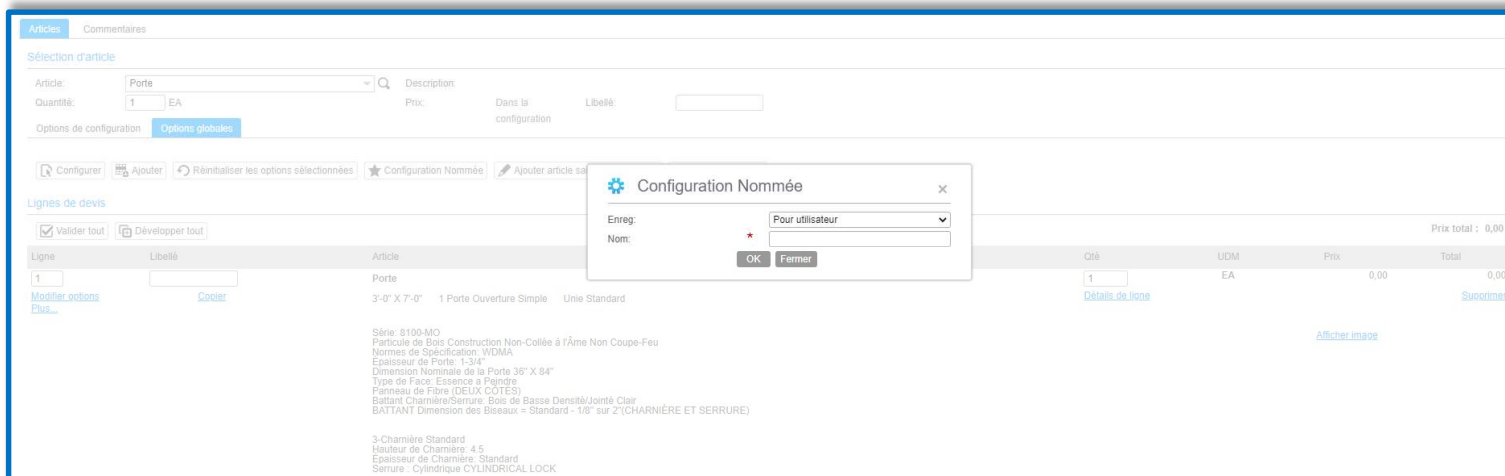 Articles Commentaires
Sélection d'article
Article: Porte Description:
Quantité: 1 EA Prix: Dans la configuration Libellé:
Options de configuration Options globales
Configurer Ajouter Réinitialiser les options sélectionnées Configuration Nommée Ajouter article sa
Configuration Nommée ×
Enreg: Pour utilisateur
Nom: *
OK Fermer
Lignes de devis
Valider tout Développer tout Prix total : 0,00
Ligne Libellé Article Qté UDM Prix Total
1 Porte 1 EA 0,00 0,00
Modifier options Copier 3'-0" X 7'-0" 1 Porte Ouverture Simple Unie Standard Détails de ligne Supprimer
Plus...
Série: 8100-MO
Particule de Bois Construction Non-Collée à l'Âme Non Coupe-Feu
Afficher image
Normes de Spécification: WDMA
Épaisseur de Porte: 1-3/4"
Dimension Nominale de la Porte 36" X 84"
Type de Face: Essence a Peindre
Panneau de Fibre (DEUX CÔTÉS)
Battant Charnière/Serrure: Bois de Basse Densité/Jointé Clair
BATTANT Dimension des Biseaux = Standard - 1/8" sur 2"(CHARNIÈRE ET SERRURE)
3-Charnière Standard
Hauteur de Charnière: 4.5
Épaisseur de Charnière: Standard
Serrure : Cylindrique CYLINDRICAL LOCK